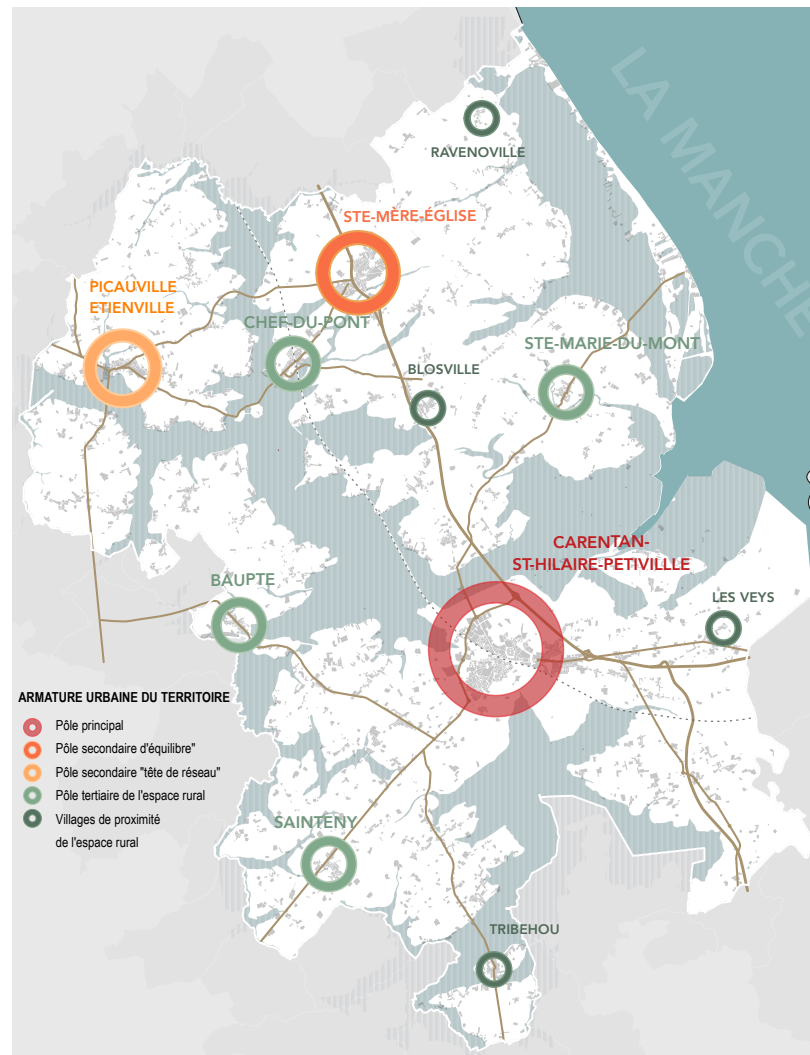 LA MANCHE
RAVENOVILLE
STE-MÈRE-ÉGLISE
PICAUVILLE
ETIENVILLE
CHEF-DU-PONT
STE-MARIE-DU-MONT
BLOSVILLE
CARENTAN-
ST-HILAIRE-PETIVILLLE
BAUPTE
LES VEYS
ARMATURE URBAINE DU TERRITOIRE
Pôle principal
Pôle secondaire d'équilibre"
Pôle secondaire "tête de réseau"
Pôle tertiaire de l'espace rural
Villages de proximité
de l'espace rural
SAINTENY
TRIBEHOU